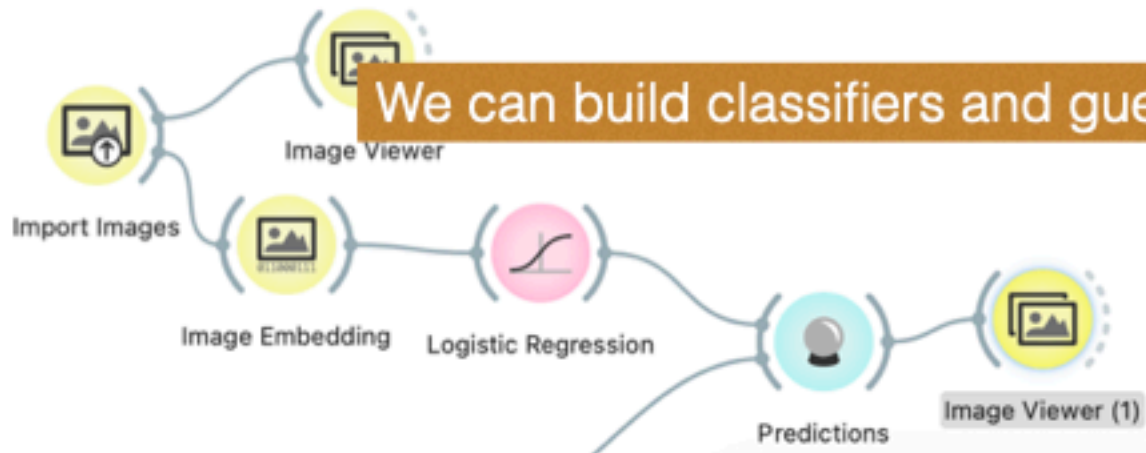 We can build classifiers and gue
Image Viewer
Import Images
Image Embedding
Logistic Regression
Predictions
Image Viewer (1)